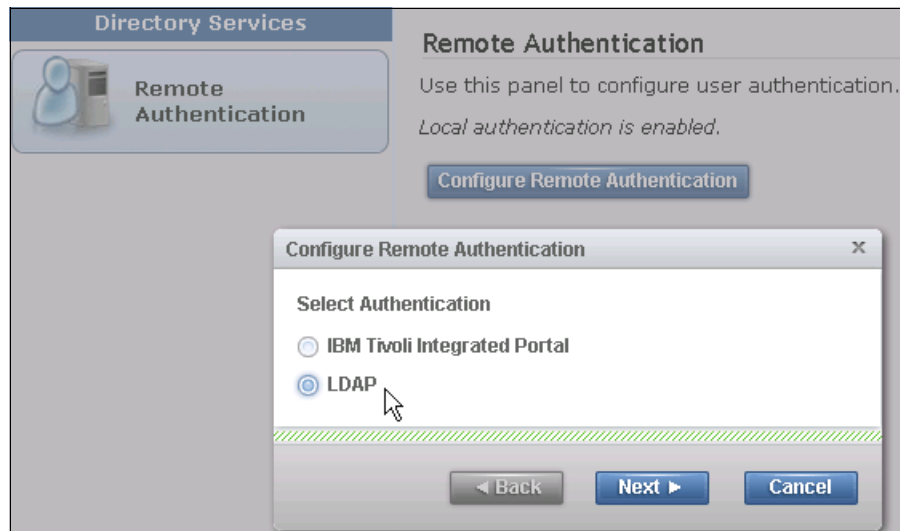 Directory Services
Remote
Authentication
Remote Authentication
Use this panel to configure user authentication.
Local authentication is enabled.
Configure Remote Authentication
Configure Remote Authentication
x
Select Authentication
IBM Tivoli Integrated Portal
LDAP
◄ Back
Next ►
Cancel